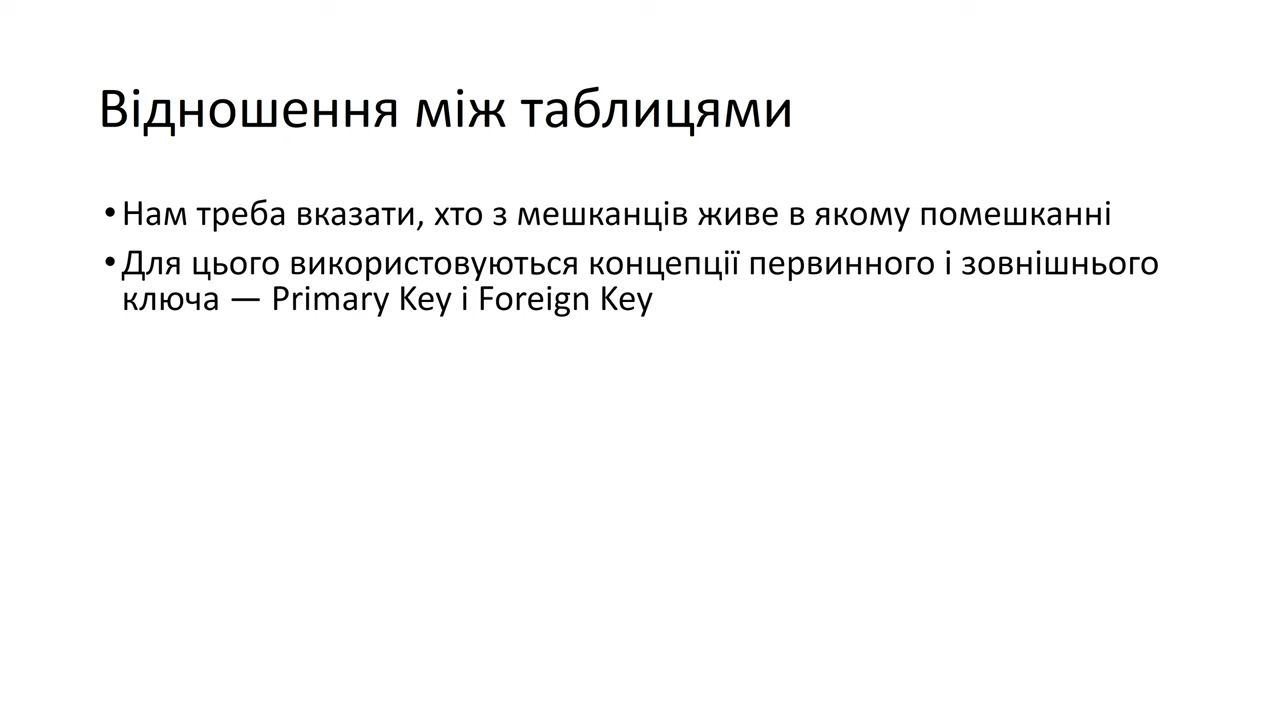 Відношення між таблицями
•Нам треба вказати, хто з мешканців живе в якому помешканні
•Для цього використовуються концепції первинного і зовнішнього
ключа — Primary Key і Foreign Key